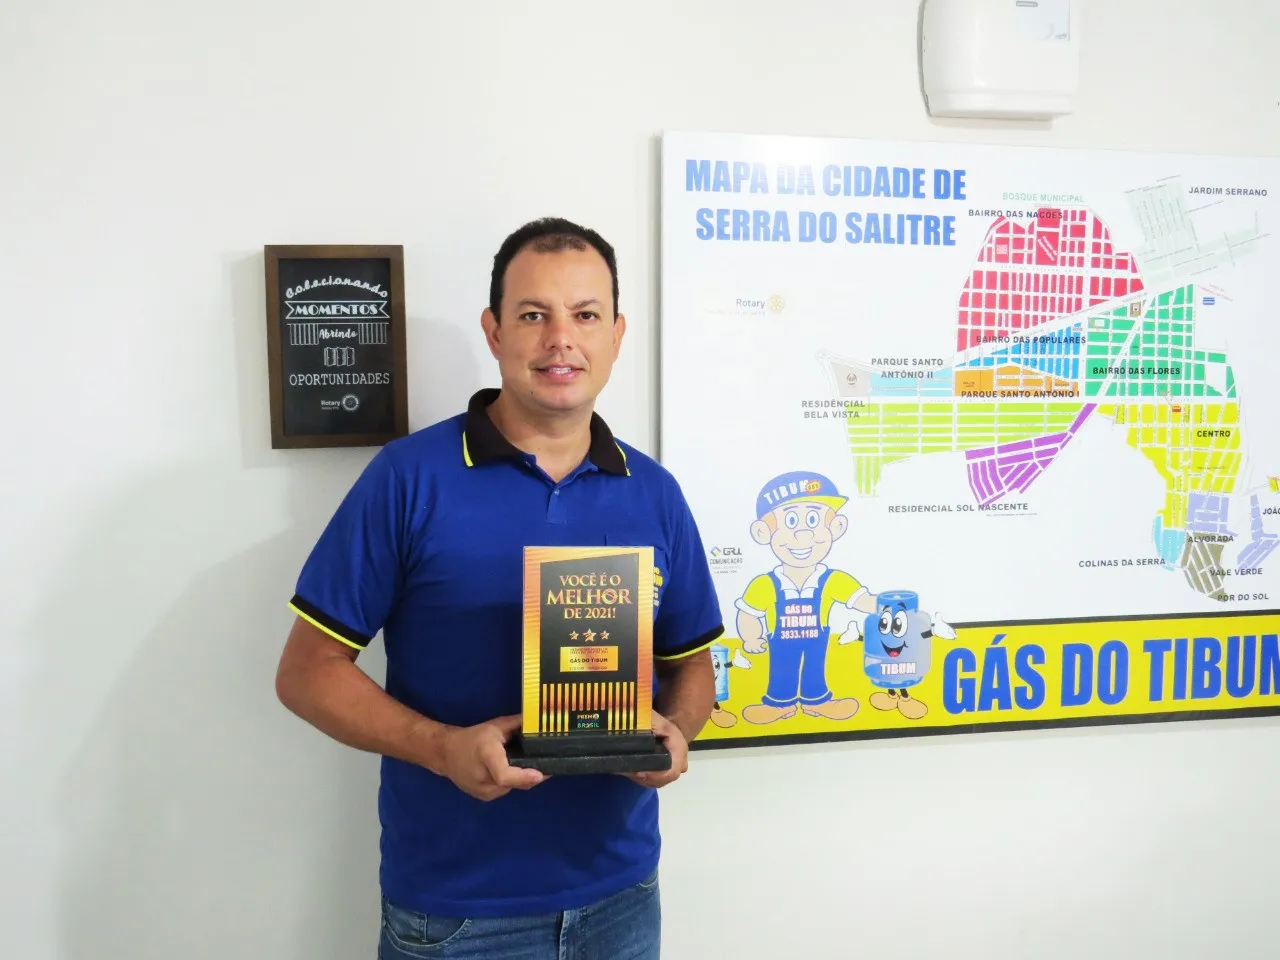 Colecionando
MOMENTOS
Abrindo
OPORTUNIDADES
Rotary
MAPA DA CIDADE DE
SERRA DO SALITRE
Rotary
BOSQUE MUNICIPAL
BAIRRO DAS NAÇÕES
JARDIM SERRANO
BAIRRO DOS POPULARES
PARQUE SANTO
ANTÔNIO II
BAIRRO DAS FLORES
PARQUE SANTO ANTÔNIO I
RESIDÊNCIAL
BELA VISTA
CENTRO
RESIDENCIAL SOL NASCENTE
ALVORADA
COLINAS DA SERRA
VALE VERDE
POR DO SOL
GRUL
COMUNICAÇÃO
TIBUM
GÁS DO
TIBUM
3833.1188
TIBUM
GÁS DO TIBUM
VOCÊ É O
MELHOR
DE 2021!
GÁS DO TIBUM
PRÊMIO
BRASIL